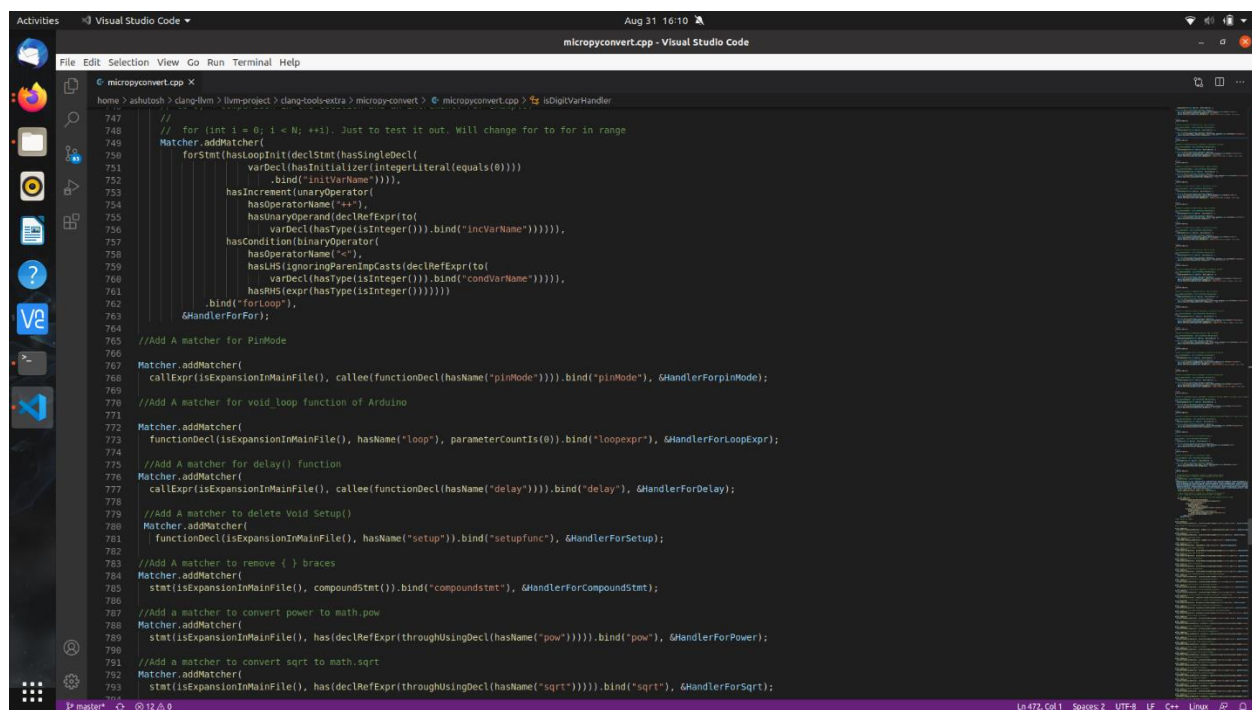 Activities
Visual Studio Code
Aug 31 16:10
micropyconvert.cpp - Visual Studio Code
File Edit Selection View Go Run Terminal Help
micropyconvert.cpp
home > ashutosh > clang-llvm > llvm-project > clang-tools-extra > micropy-convert > micropyconvert.cpp > isDigitVarHandler
747 //
748 // for (int i = 0; i < N; ++i). Just to test it out. Will change for to for in range
749 Matcher.addMatcher(
750 forStmt(hasLoopInit(declStmt(hasSingleDecl(
751 varDecl(hasInitializer(integerLiteral(equals(0))))
752 .bind("initVarName")))),
753 hasIncrement(unaryOperator(
754 hasOperatorName("++"),
755 hasUnaryOperand(declRefExpr(to(
756 varDecl(hasType(isInteger())).bind("incVarName")))))),
757 hasCondition(binaryOperator(
758 hasOperatorName("<"),
759 hasLHS(ignoringParenImpCasts(declRefExpr(to(
760 varDecl(hasType(isInteger())).bind("condVarName"))))),
761 hasRHS(expr(hasType(isInteger())))))))
762 .bind("forLoop"),
763 &HandlerForFor);
764
765 //Add A matcher for PinMode
766
767 Matcher.addMatcher(
768 callExpr(isExpansionInMainFile(), callee(functionDecl(hasName("pinMode")))).bind("pinMode"), &HandlerForpinMode);
769
770 //Add A matcher for void_loop function of Arduino
771
772 Matcher.addMatcher(
773 functionDecl(isExpansionInMainFile(), hasName("loop"), parameterCountIs(0)).bind("loopexpr"), &HandlerForLoopExpr);
774
775 //Add A matcher for delay() function
776 Matcher.addMatcher(
777 callExpr(isExpansionInMainFile(), callee(functionDecl(hasName("delay")))).bind("delay"), &HandlerForDelay);
778
779 //Add A matcher to delete Void Setup()
780 Matcher.addMatcher(
781 functionDecl(isExpansionInMainFile(), hasName("setup")).bind("setupfunc"), &HandlerForSetup);
782
783 //Add A matcher to remove { } braces
784 Matcher.addMatcher(
785 stmt(isExpansionInMainFile(), compoundStmt()).bind("compoundstmt"), &HandlerForCompoundStmt);
786
787 //Add a matcher to convert power to math.pow
788 Matcher.addMatcher(
789 stmt(isExpansionInMainFile(), has(declRefExpr(throughUsingDecl(hasName("pow"))))).bind("pow"), &HandlerForPower);
790
791 //Add a matcher to convert sqrt to math.sqrt
792 Matcher.addMatcher(
793 stmt(isExpansionInMainFile(), has(declRefExpr(throughUsingDecl(hasName("sqrt"))))).bind("sqrt"), &HandlerForSqrt);
master* 12 0
Ln 472, Col 1 Spaces: 2 UTF-8 LF C++ Linux